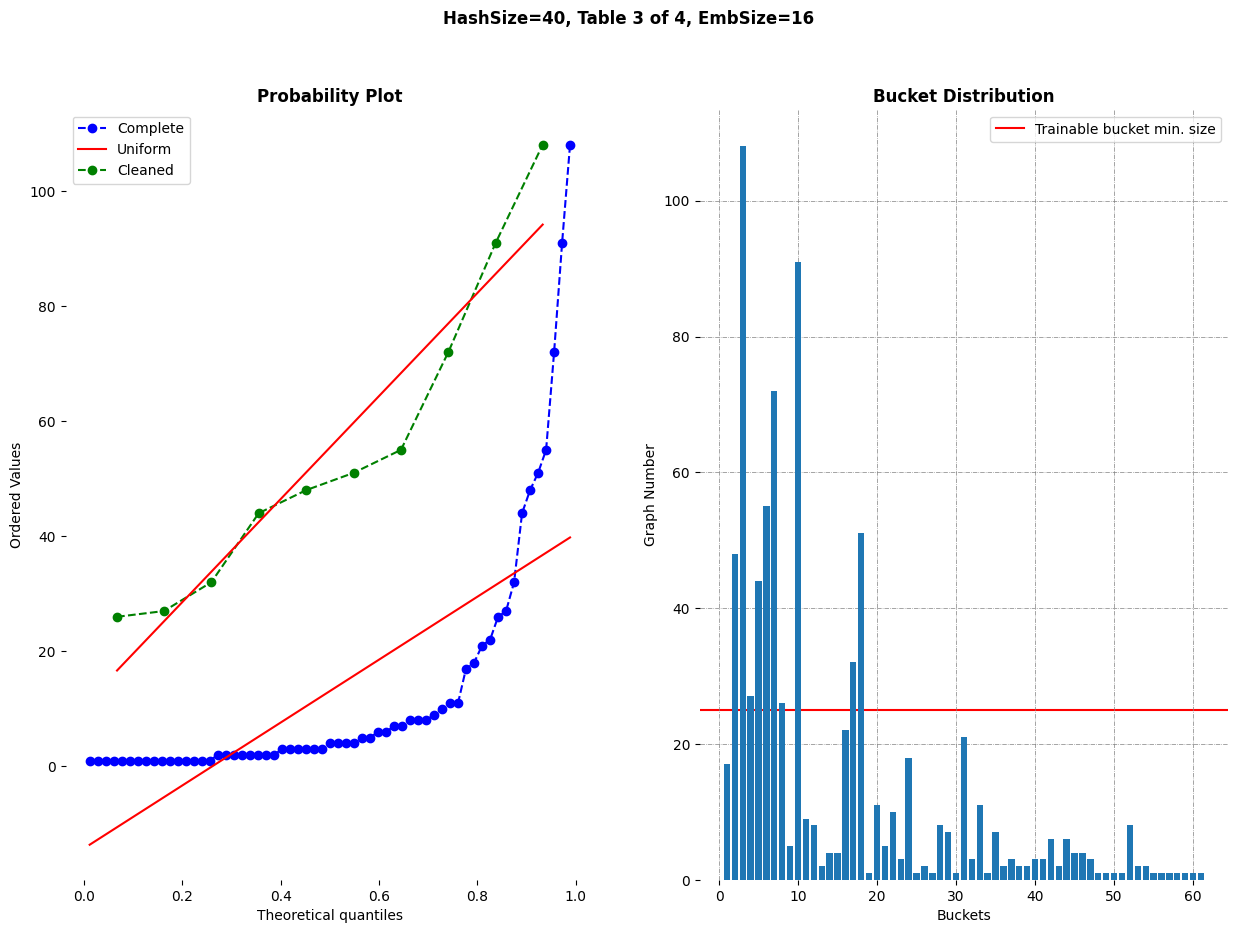 HashSize=40, Table 3 of 4, EmbSize=16
Probability Plot
Complete
Uniform
Cleaned
100
80
60
40
20
0
Ordered Values
0.0 0.2 0.4 0.6 0.8 1.0
Theoretical quantiles
Bucket Distribution
Trainable bucket min. size
100
80
60
40
20
0
Graph Number
0 10 20 30 40 50 60
Buckets